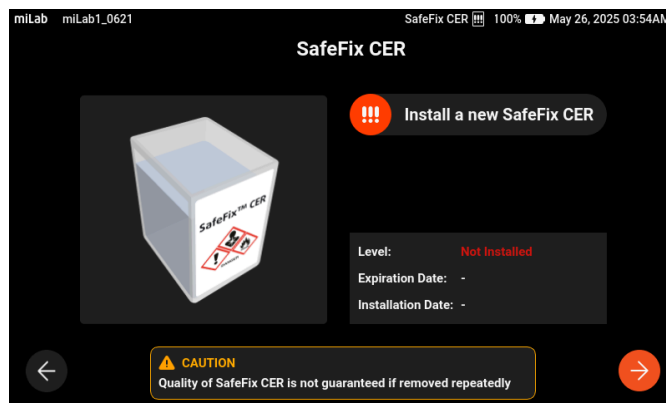 miLab miLab1_0621 SafeFix CER 100% May 26, 2025 03:54AM
SafeFix CER
Install a new SafeFix CER
SafeFix™ CER
Level: Not Installed
Expiration Date: -
Installation Date: -
CAUTION
Quality of SafeFix CER is not guaranteed if removed repeatedly